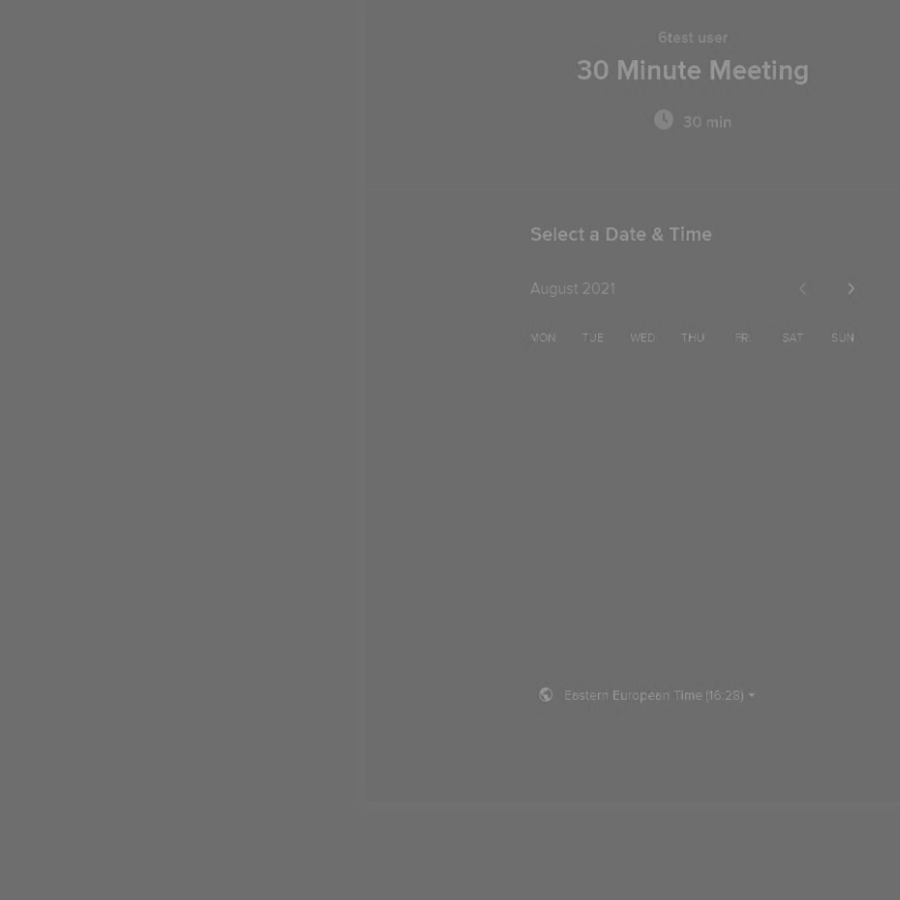 6test user
30 Minute Meeting
30 min
Select a Date & Time
August 2021
MON TUE WED THU FRI SAT SUN
Eastern European Time (16:28)